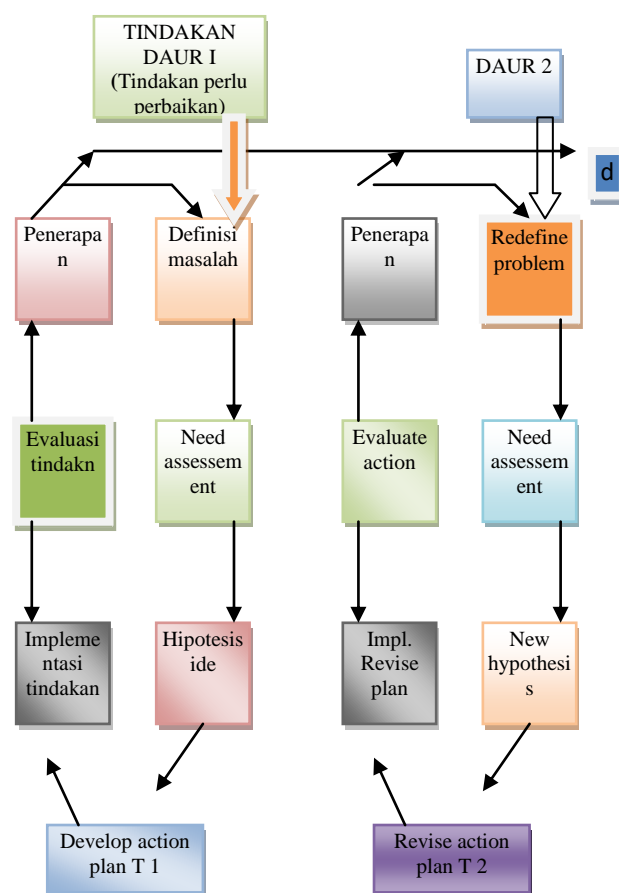 TINDAKAN
DAUR I
(Tindakan perlu
perbaikan)
DAUR 2
d
Penerapa
n
Definisi
masalah
Penerapa
n
Redefine
problem
Evaluasi
tindakn
Need
assessem
ent
Evaluate
action
Need
assessm
ent
Impleme
ntasi
tindakan
Hipotesis
ide
Impl.
Revise
plan
New
hypothesi
s
Develop action
plan T 1
Revise action
plan T 2